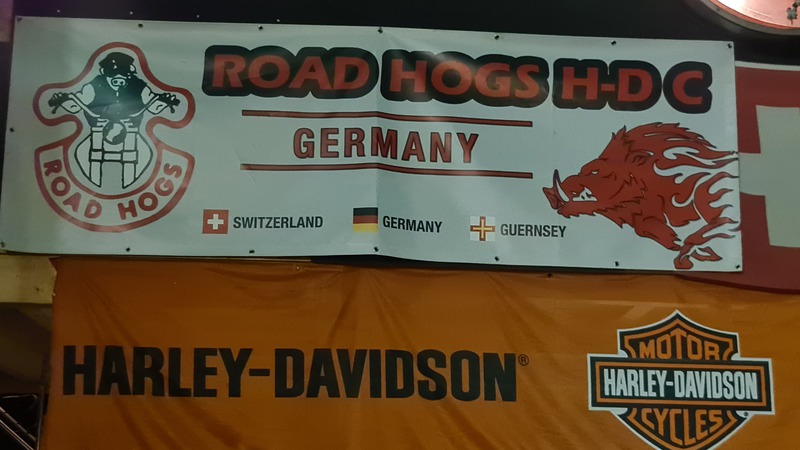 ROAD HOGS H-D C
GERMANY
ROAD HOGS
SWITZERLAND GERMANY GUERNSEY
HARLEY-DAVIDSON®
MOTOR
HARLEY-DAVIDSON
CYCLES